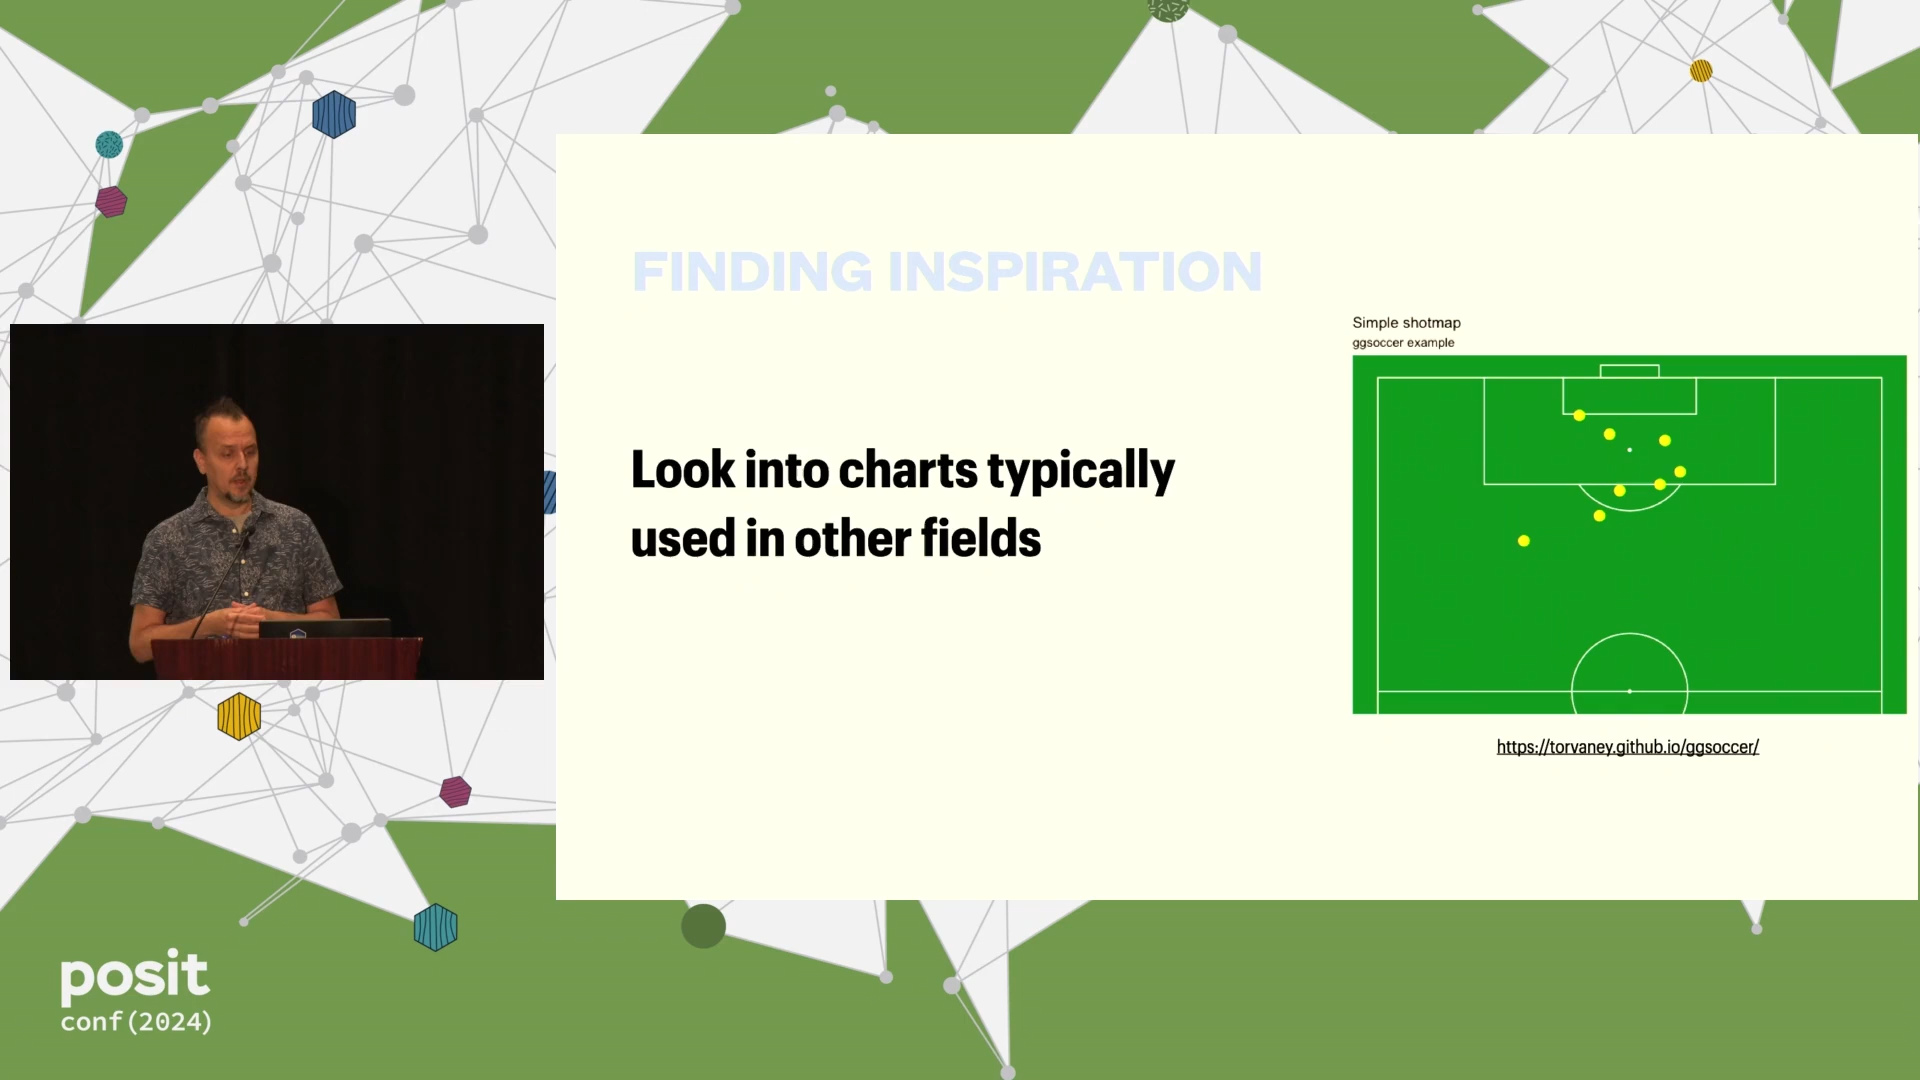 FINDING INSPIRATION
Look into charts typically
used in other fields
Simple shotmap
ggsoccer example
https://torvaney.github.io/ggsoccer/
posit
conf(2024)